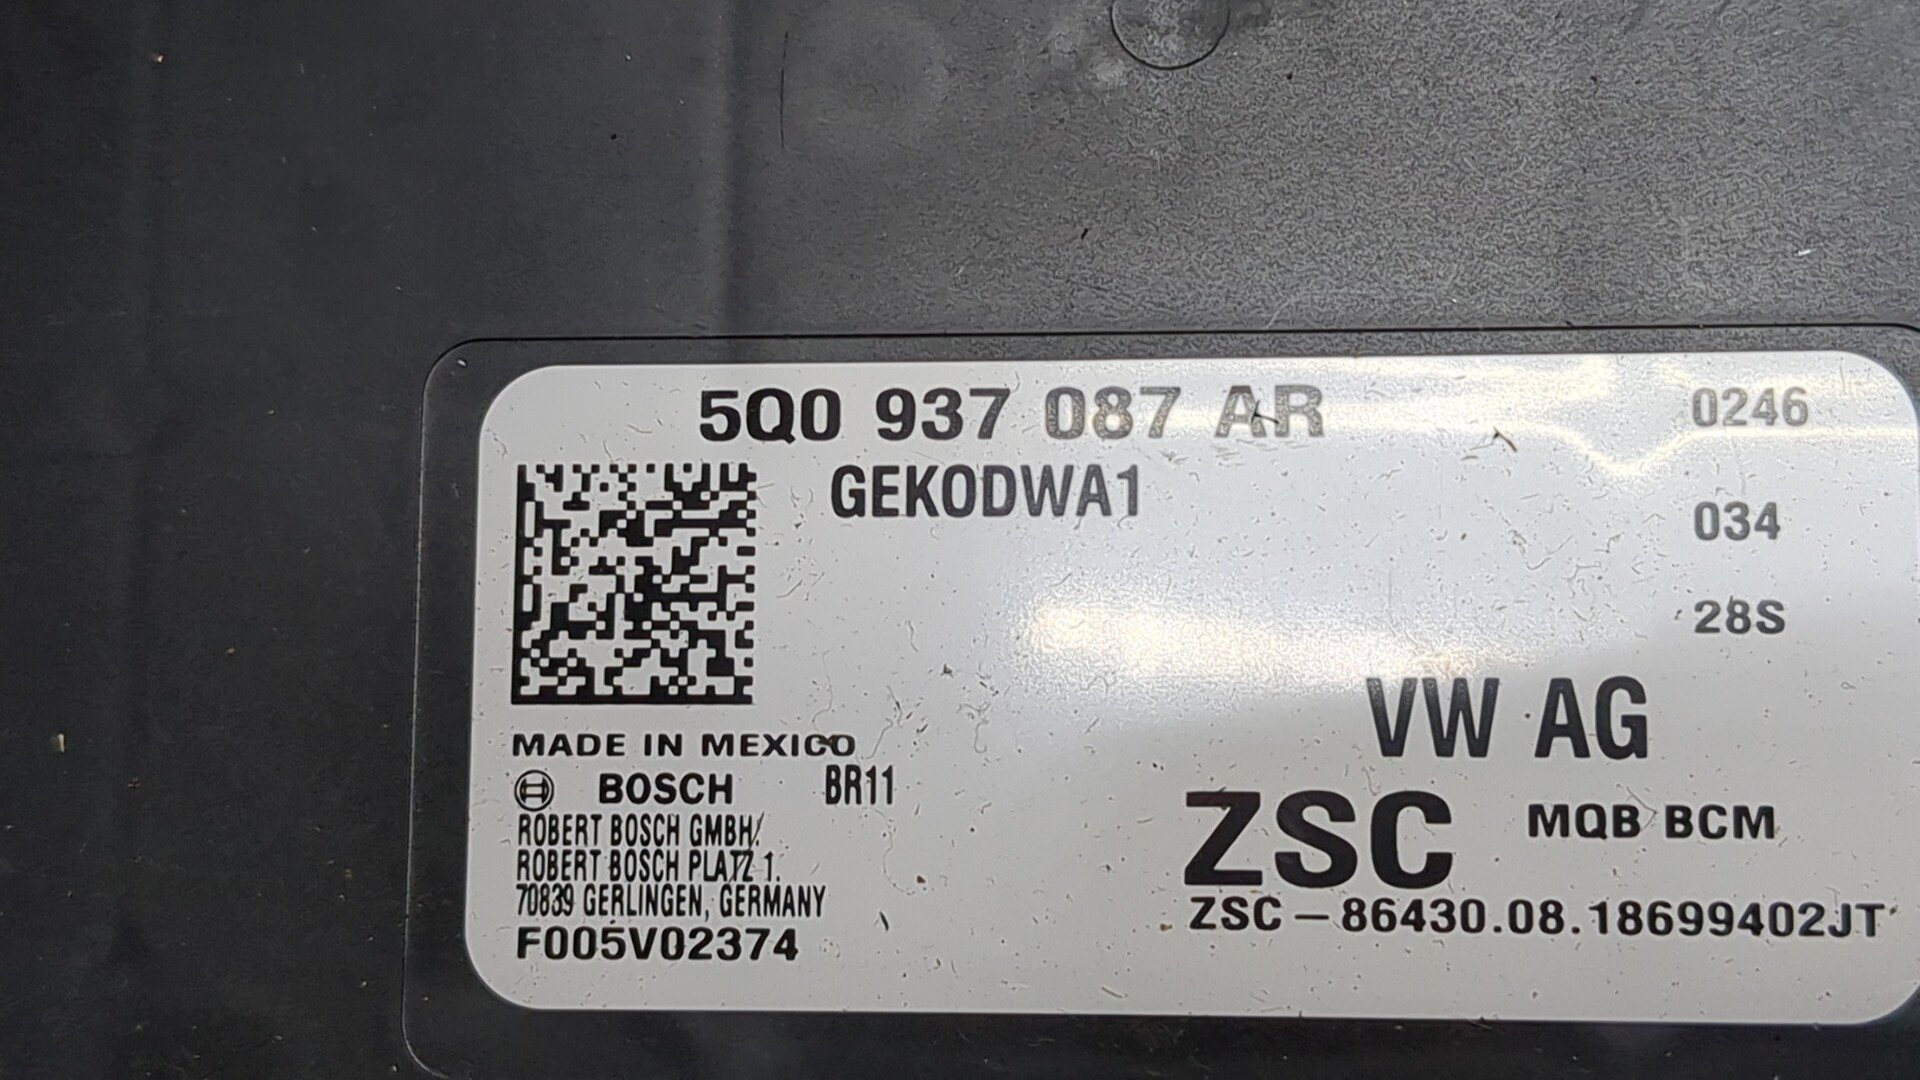 5Q0 937 087 AR 0246
GEKODWA1
034
28S
VW AG
MADE IN MEXICO
BOSCH BR11
ZSC MQB BCM
ROBERT BOSCH GMBH.
ROBERT BOSCH PLATZ 1.
70839 GERLINGEN, GERMANY
ZSC-86430.08.18699402JT
F005V02374